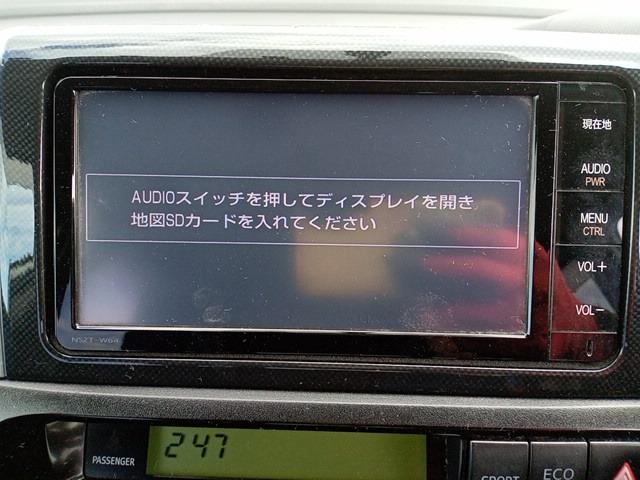 現在地
AUDIO
PWR
AUDIOスイッチを押してディスプレイを開き
地図SDカードを入れてください
MENU
CTRL
VOL+
VOL−
NSZT-W64
PASSENGER
247
SPORT
ECO